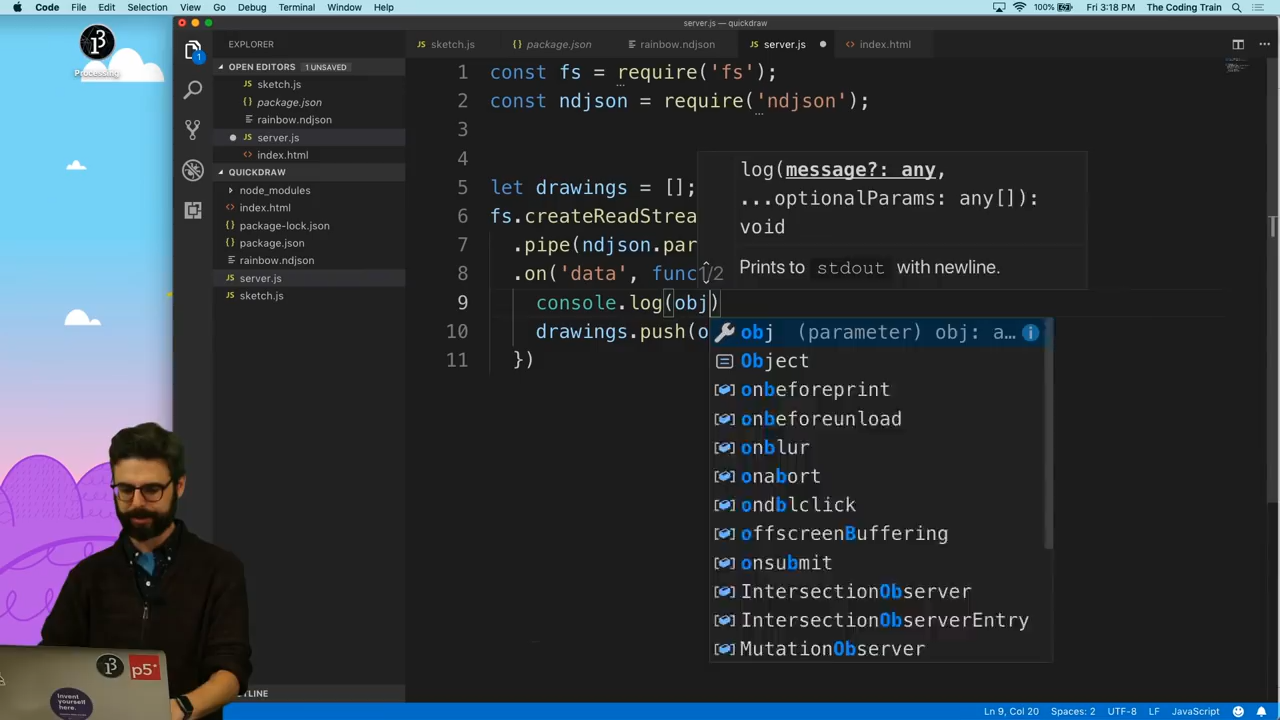 Code File Edit Selection View Go Debug Terminal Window Help
100% Fri 3:18 PM The Coding Train
server.js — quickdraw
Processing
EXPLORER
OPEN EDITORS 1 UNSAVED
JS sketch.js
package.json
rainbow.ndjson
JS server.js
index.html
QUICKDRAW
node_modules
index.html
package-lock.json
package.json
rainbow.ndjson
server.js
sketch.js
OUTLINE
1
JS sketch.js
{} package.json
rainbow.ndjson
JS server.js
index.html
1 const fs = require('fs');
2 const ndjson = require('ndjson');
3
4
5 let drawings = [];
6 fs.createReadStrea
7 .pipe(ndjson.par
8 .on('data', func
9 console.log(obj)
10 drawings.push(o
11 })
1/2
log(message?: any,
...optionalParams: any[]):
void
Prints to stdout with newline.
obj (parameter) obj: a...
Object
onbeforeprint
onbeforeunload
onblur
onabort
ondblclick
offscreenBuffering
onsubmit
IntersectionObserver
IntersectionObserverEntry
MutationObserver
p5*
Invent
yourself
here.
Ln 9, Col 20 Spaces: 2 UTF-8 LF JavaScript